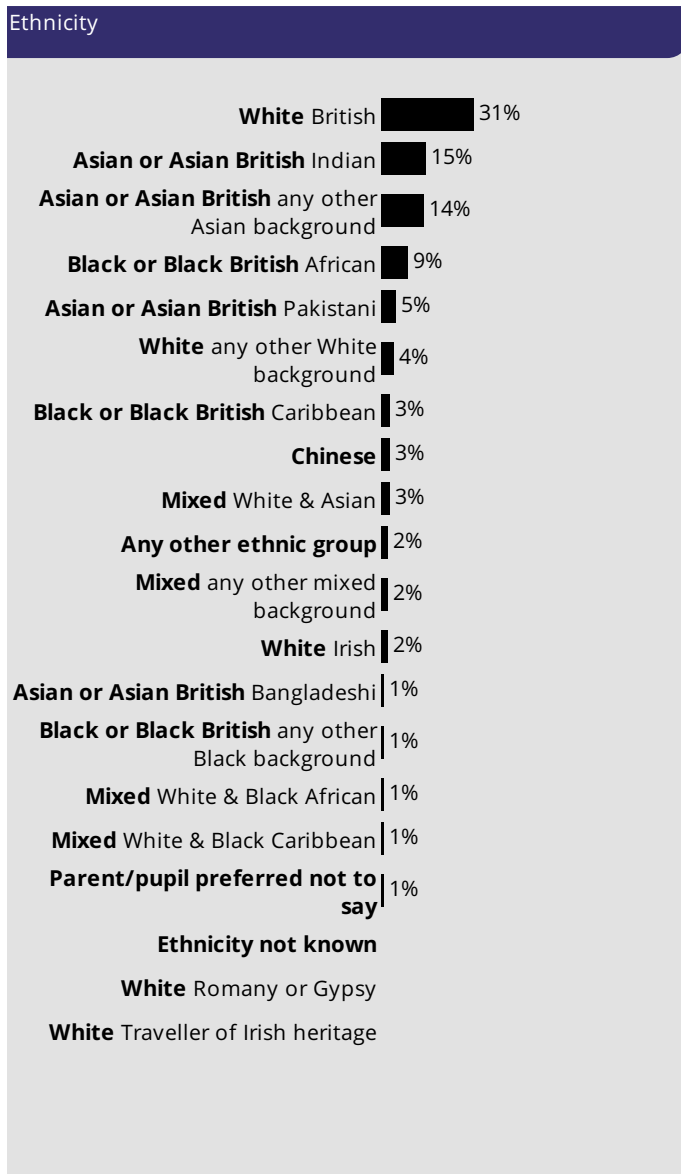 Ethnicity
White British 31%
Asian or Asian British Indian 15%
Asian or Asian British any other
Asian background 14%
Black or Black British African 9%
Asian or Asian British Pakistani 5%
White any other White
background 4%
Black or Black British Caribbean 3%
Chinese 3%
Mixed White & Asian 3%
Any other ethnic group 2%
Mixed any other mixed
background 2%
White Irish 2%
Asian or Asian British Bangladeshi 1%
Black or Black British any other
Black background 1%
Mixed White & Black African 1%
Mixed White & Black Caribbean 1%
Parent/pupil preferred not to
say 1%
Ethnicity not known
White Romany or Gypsy
White Traveller of Irish heritage